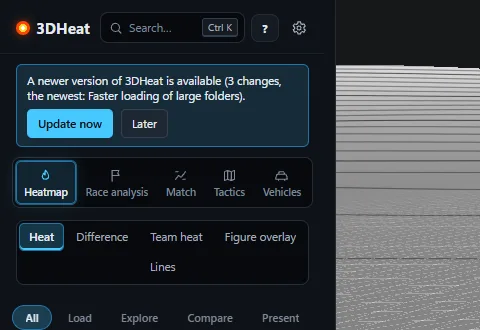 3DHeat
Search...
Ctrl K
?
A newer version of 3DHeat is available (3 changes,
the newest: Faster loading of large folders).
Update now
Later
Heatmap
Race analysis
Match
Tactics
Vehicles
Heat
Difference
Team heat
Figure overlay
Lines
All
Load
Explore
Compare
Present